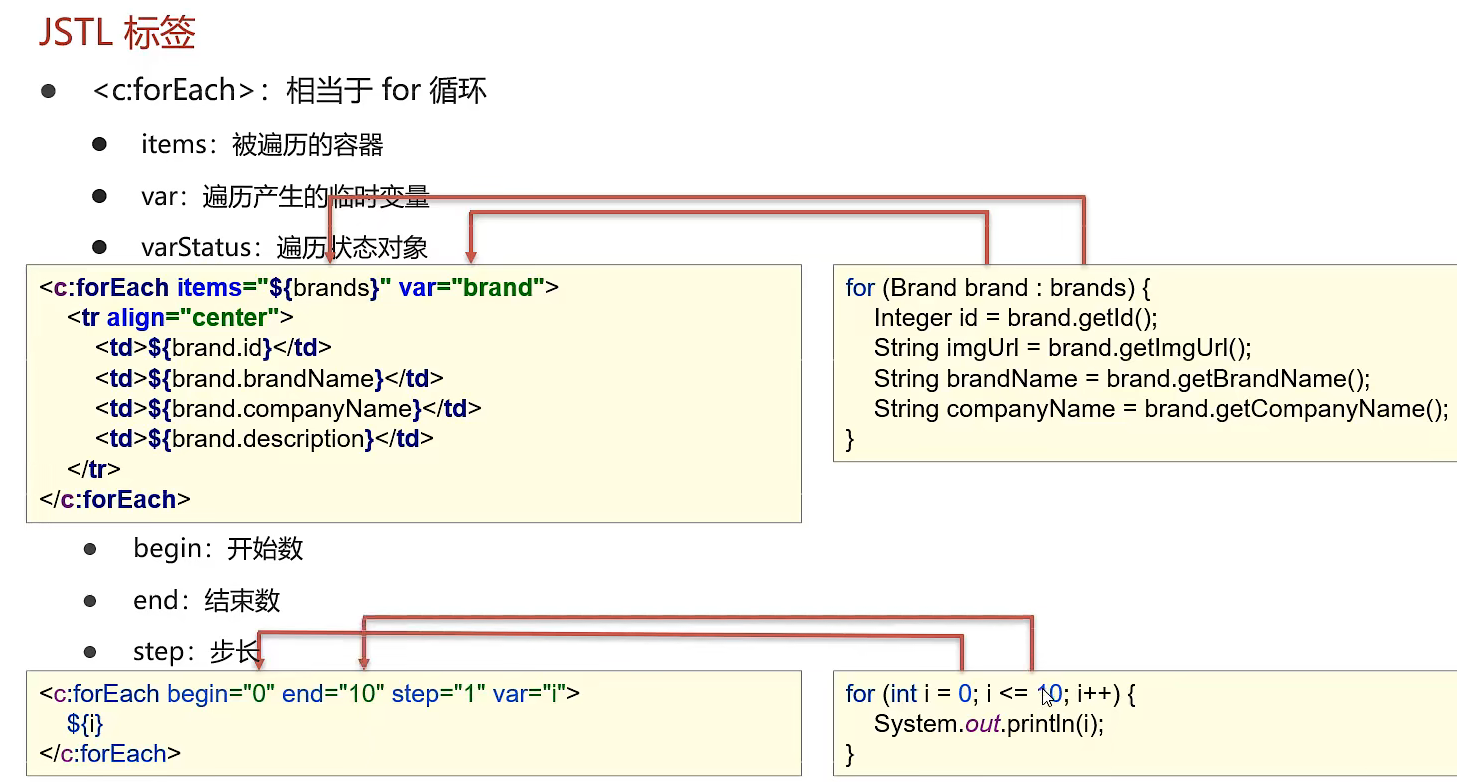 JSTL 标签
<c:forEach>：相当于 for 循环
items：被遍历的容器
var：遍历产生的临时变量
varStatus：遍历状态对象
<c:forEach items="${brands}" var="brand">
<tr align="center">
<td>${brand.id}</td>
<td>${brand.brandName}</td>
<td>${brand.companyName}</td>
<td>${brand.description}</td>
</tr>
</c:forEach>
for (Brand brand : brands) {
Integer id = brand.getId();
String imgUrl = brand.getImgUrl();
String brandName = brand.getBrandName();
String companyName = brand.getCompanyName();
}
begin：开始数
end：结束数
step：步长
<c:forEach begin="0" end="10" step="1" var="i">
${i}
</c:forEach>
for (int i = 0; i <= 10; i++) {
System.out.println(i);
}